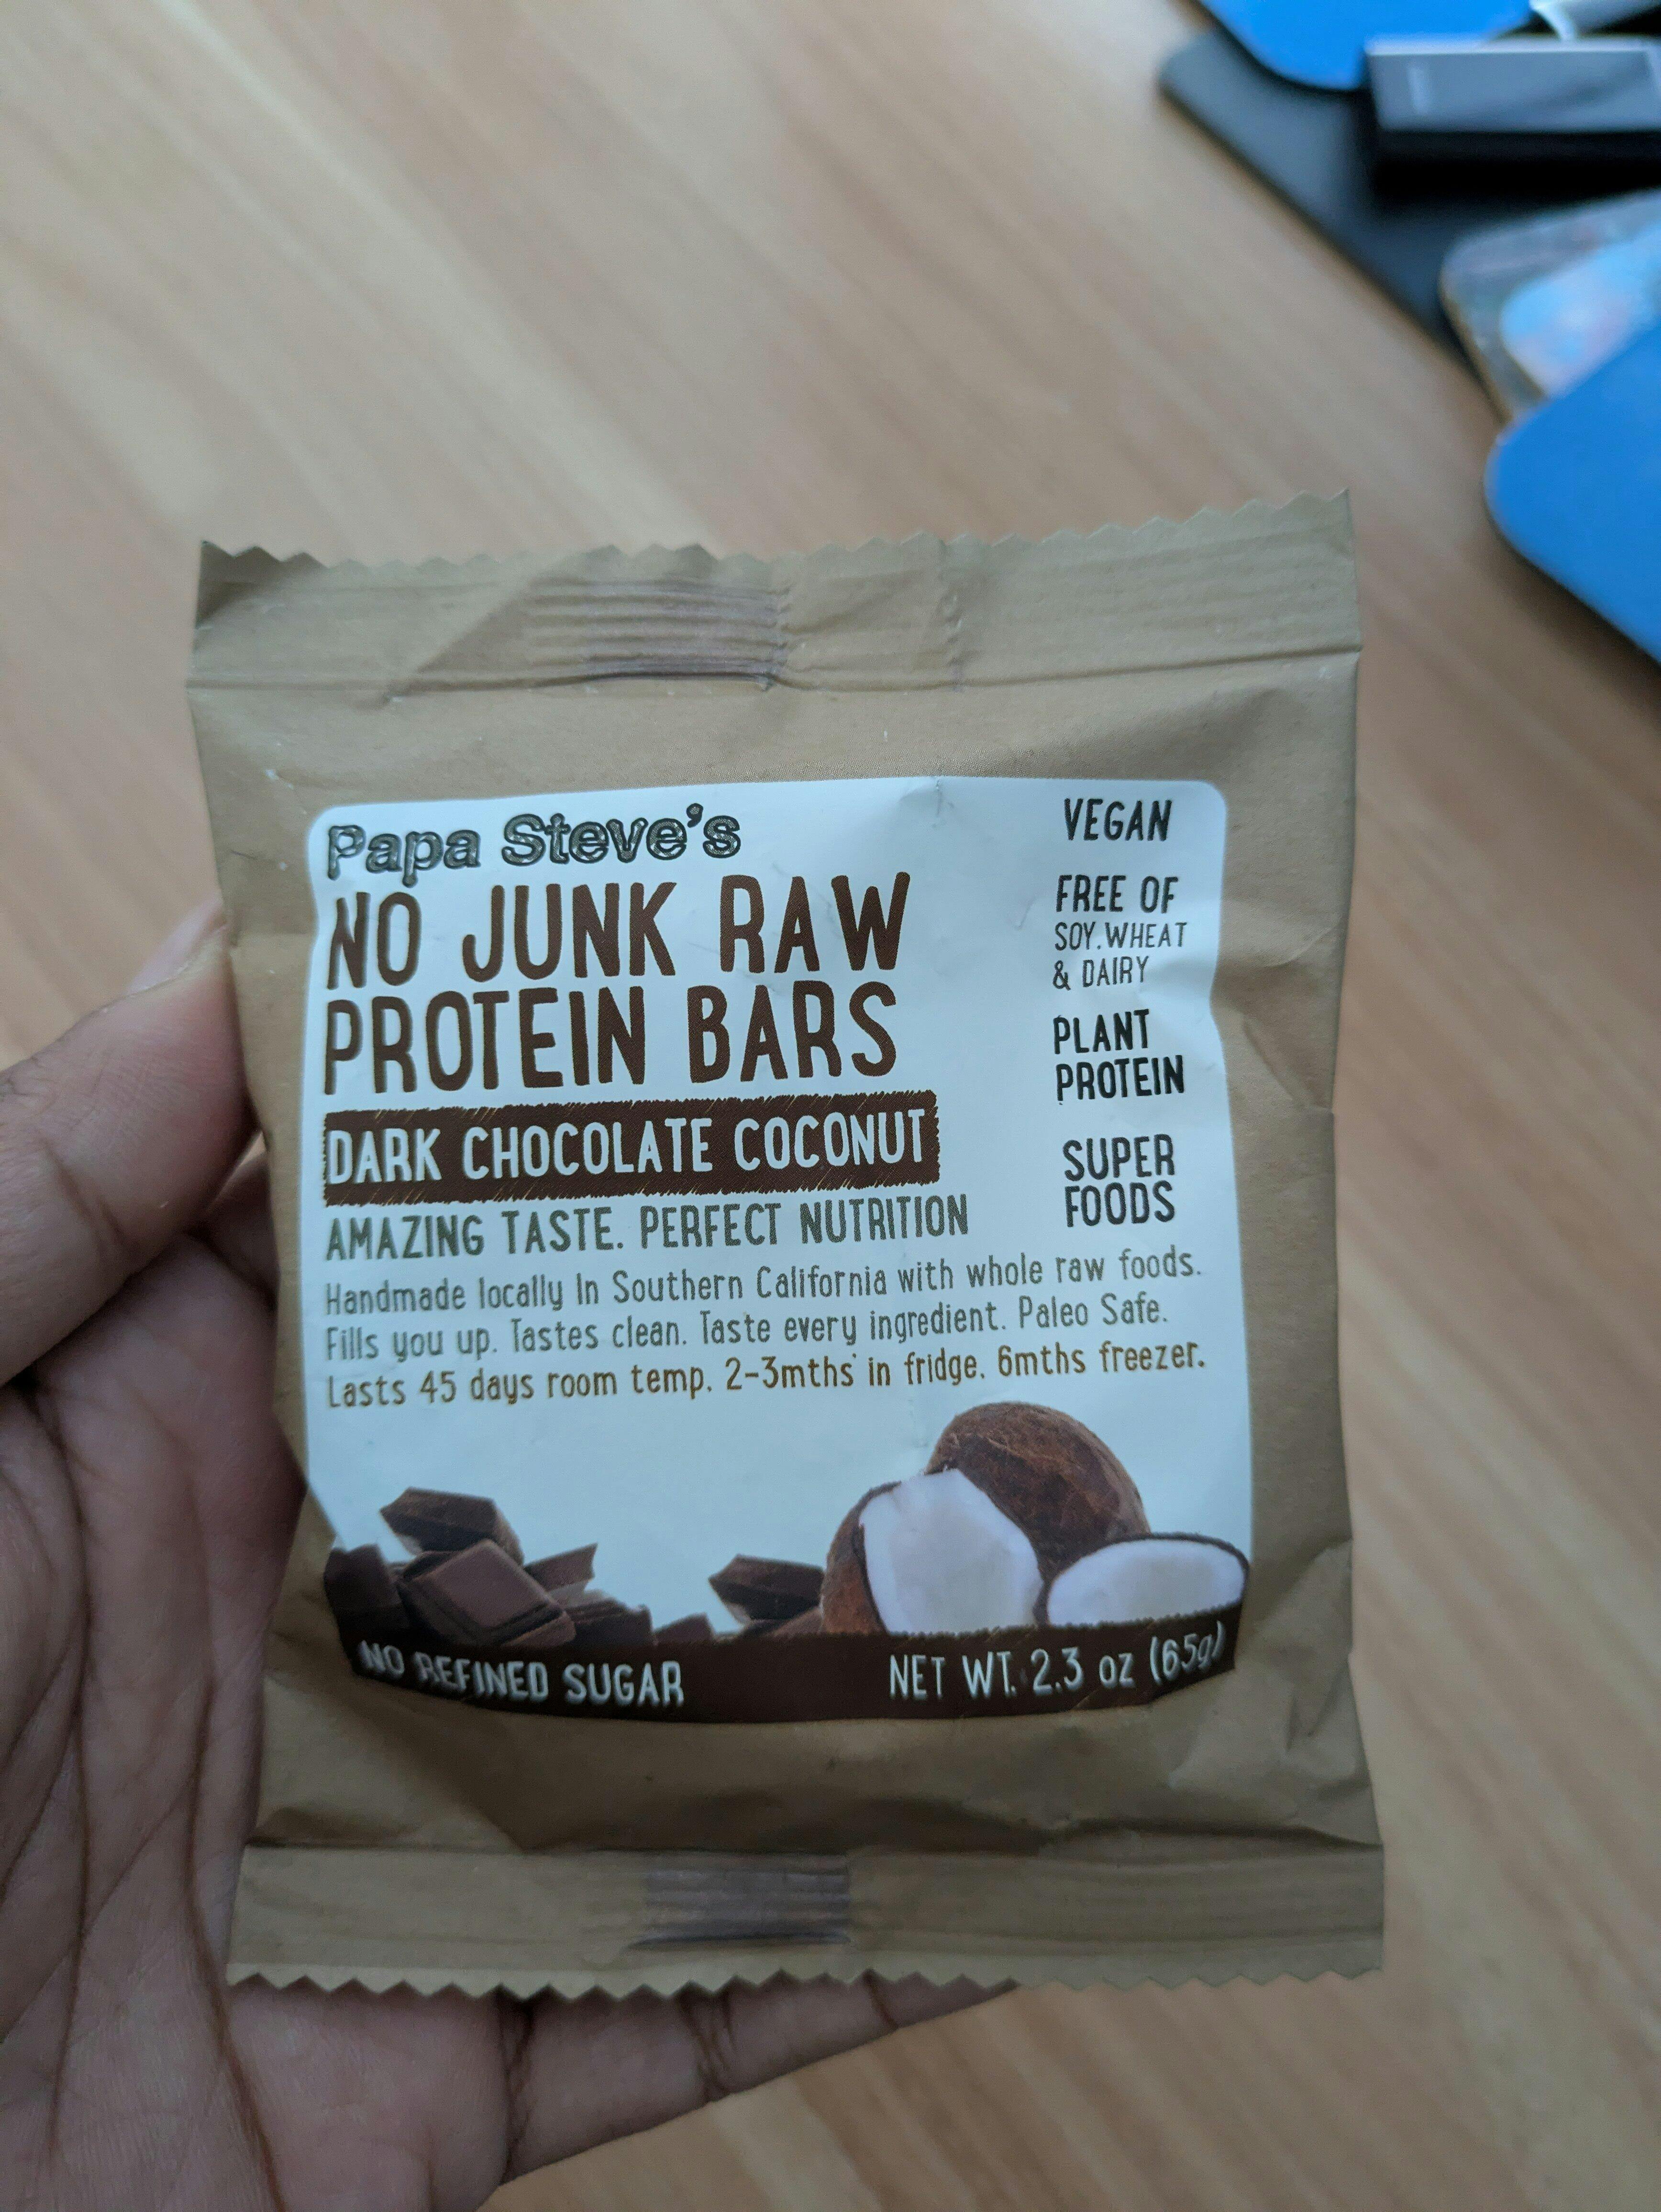 Papa Steve's
NO JUNK RAW
PROTEIN BARS
DARK CHOCOLATE COCONUT
AMAZING TASTE. PERFECT NUTRITION
Handmade locally In Southern California with whole raw foods.
Fills you up. Tastes clean. Taste every ingredient. Paleo Safe.
Lasts 45 days room temp. 2-3mths in fridge. 6mths freezer.
VEGAN
FREE OF
SOY.WHEAT
& DAIRY
PLANT
PROTEIN
SUPER
FOODS
NO REFINED SUGAR
NET WT. 2.3 oz (65g)